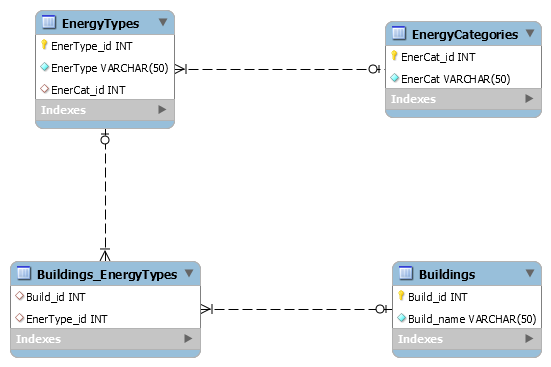 EnergyTypes
EnerType_id INT
EnerType VARCHAR(50)
EnerCat_id INT
Indexes
EnergyCategories
EnerCat_id INT
EnerCat VARCHAR(50)
Indexes
Buildings_EnergyTypes
Build_id INT
EnerType_id INT
Indexes
Buildings
Build_id INT
Build_name VARCHAR(50)
Indexes